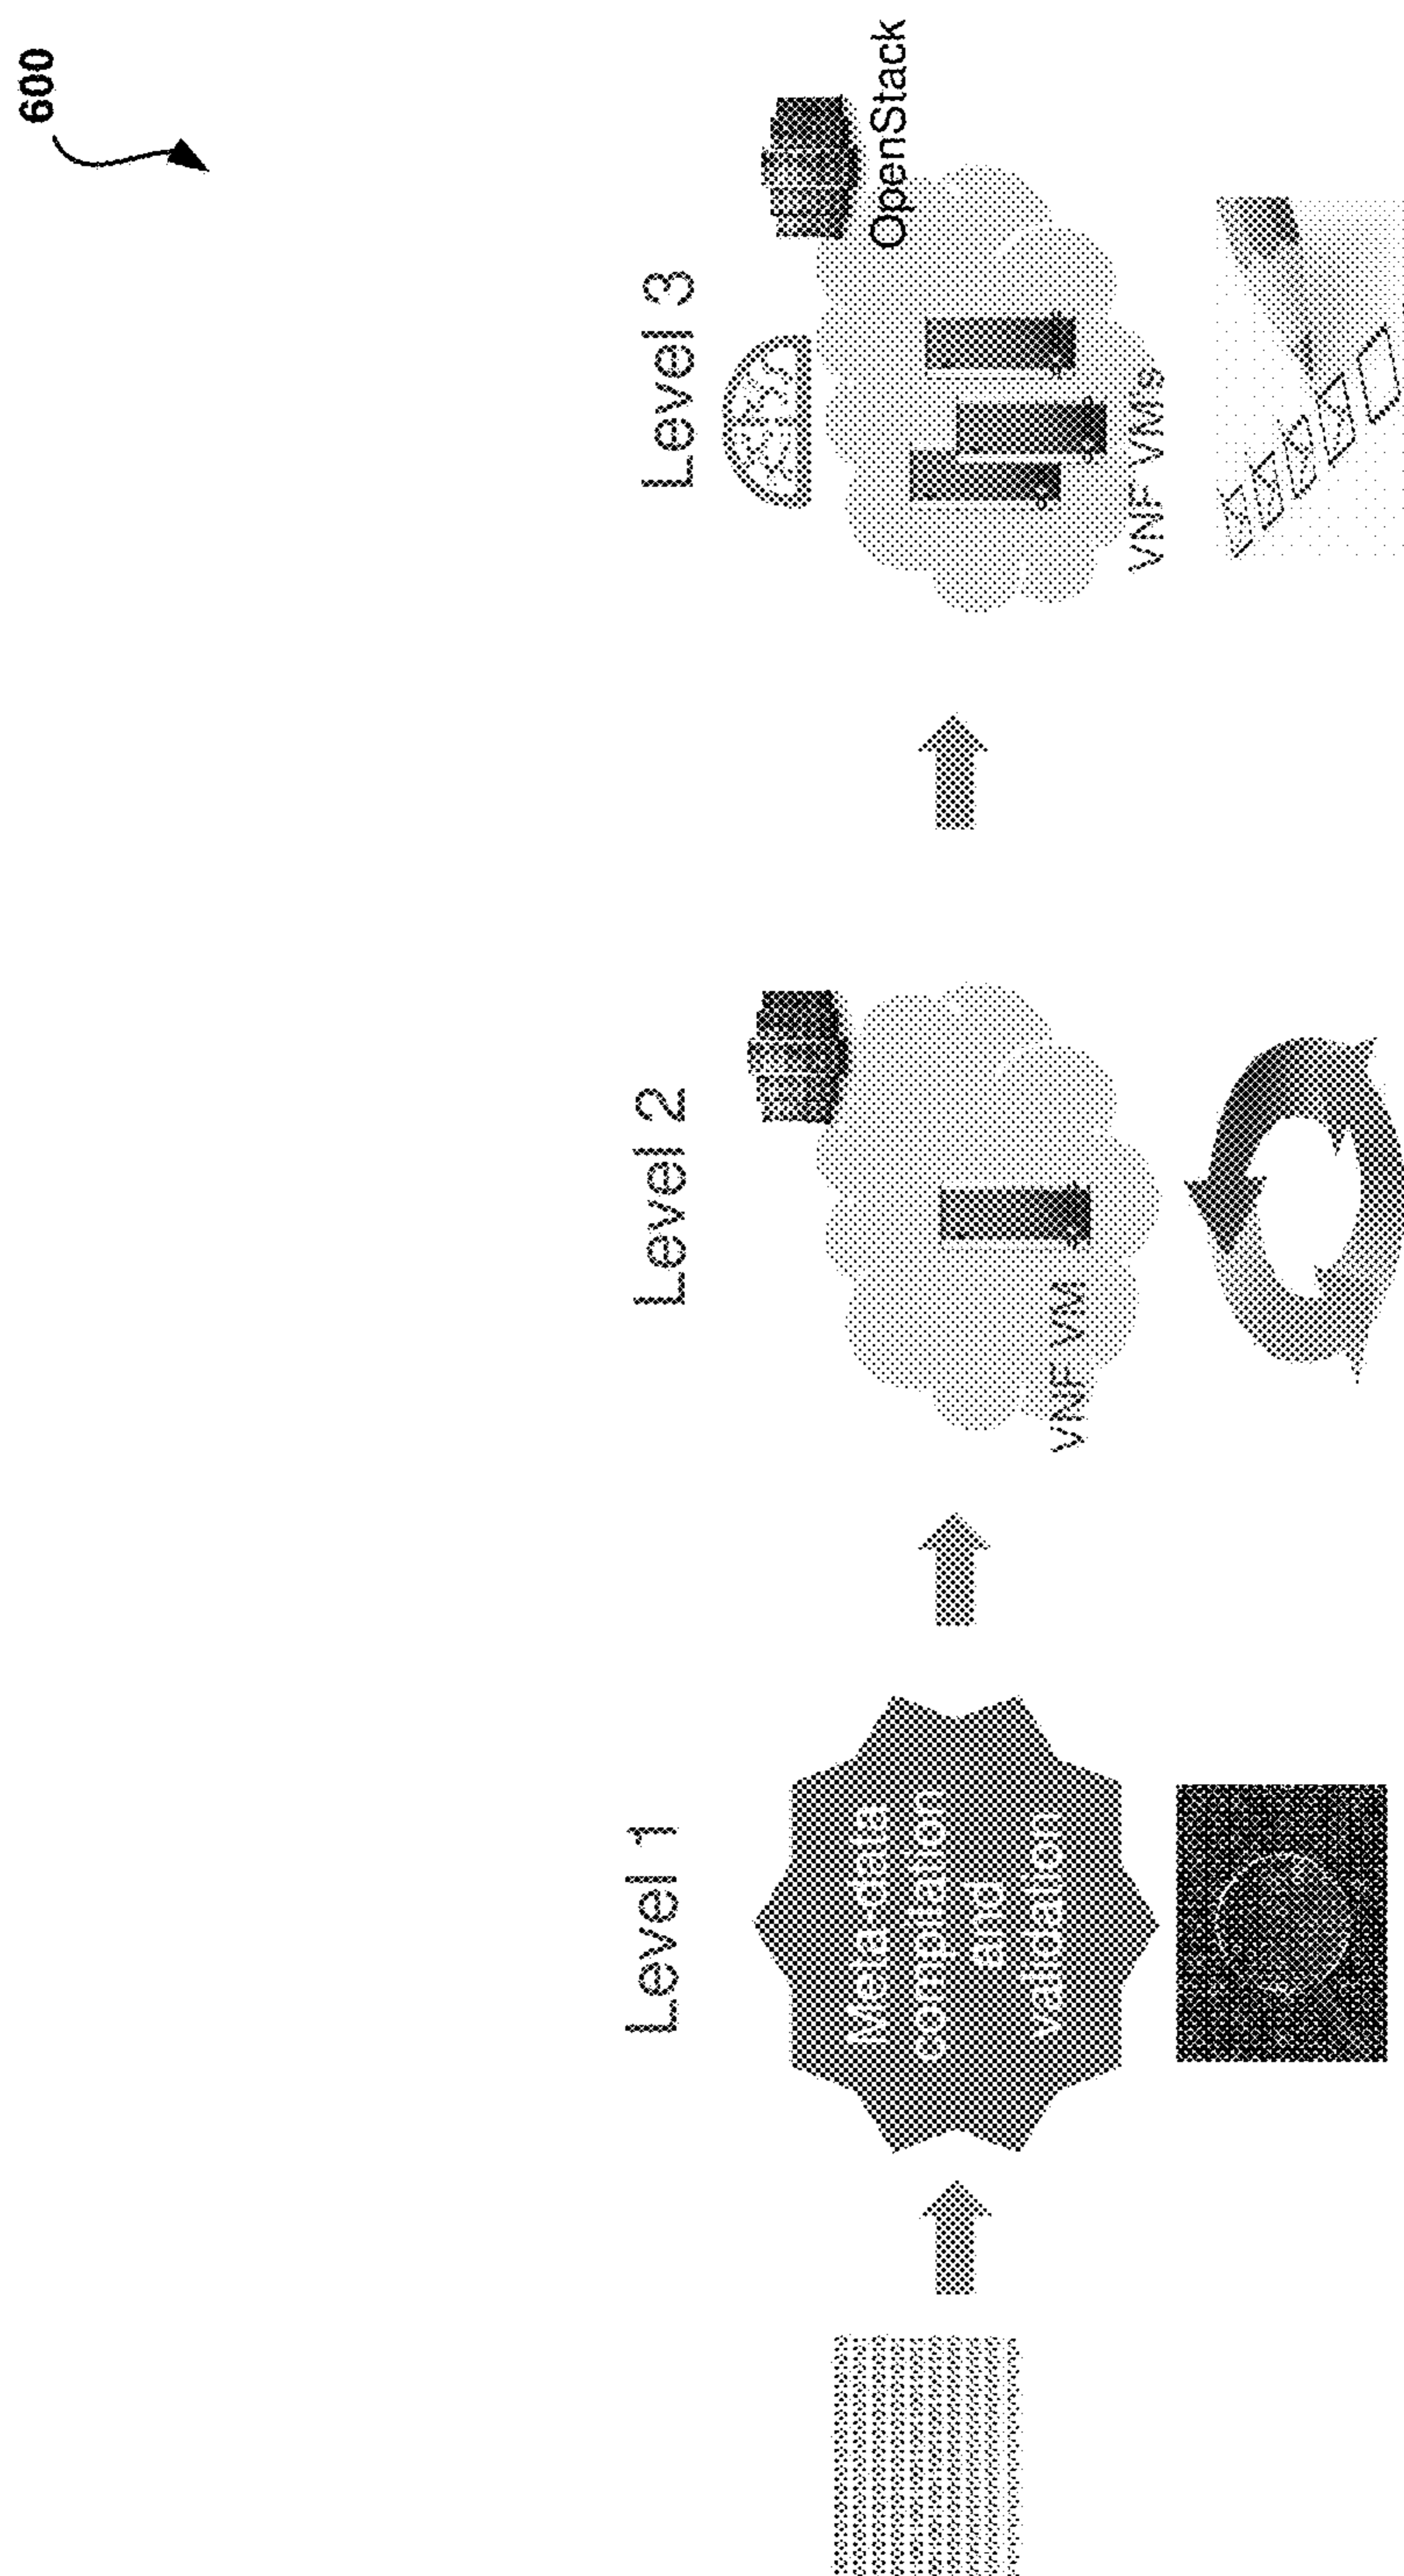 600
Level 1
Meta-data
compilation
and
validation
Level 2
VNF VM
Level 3
OpenStack
VNF VMs